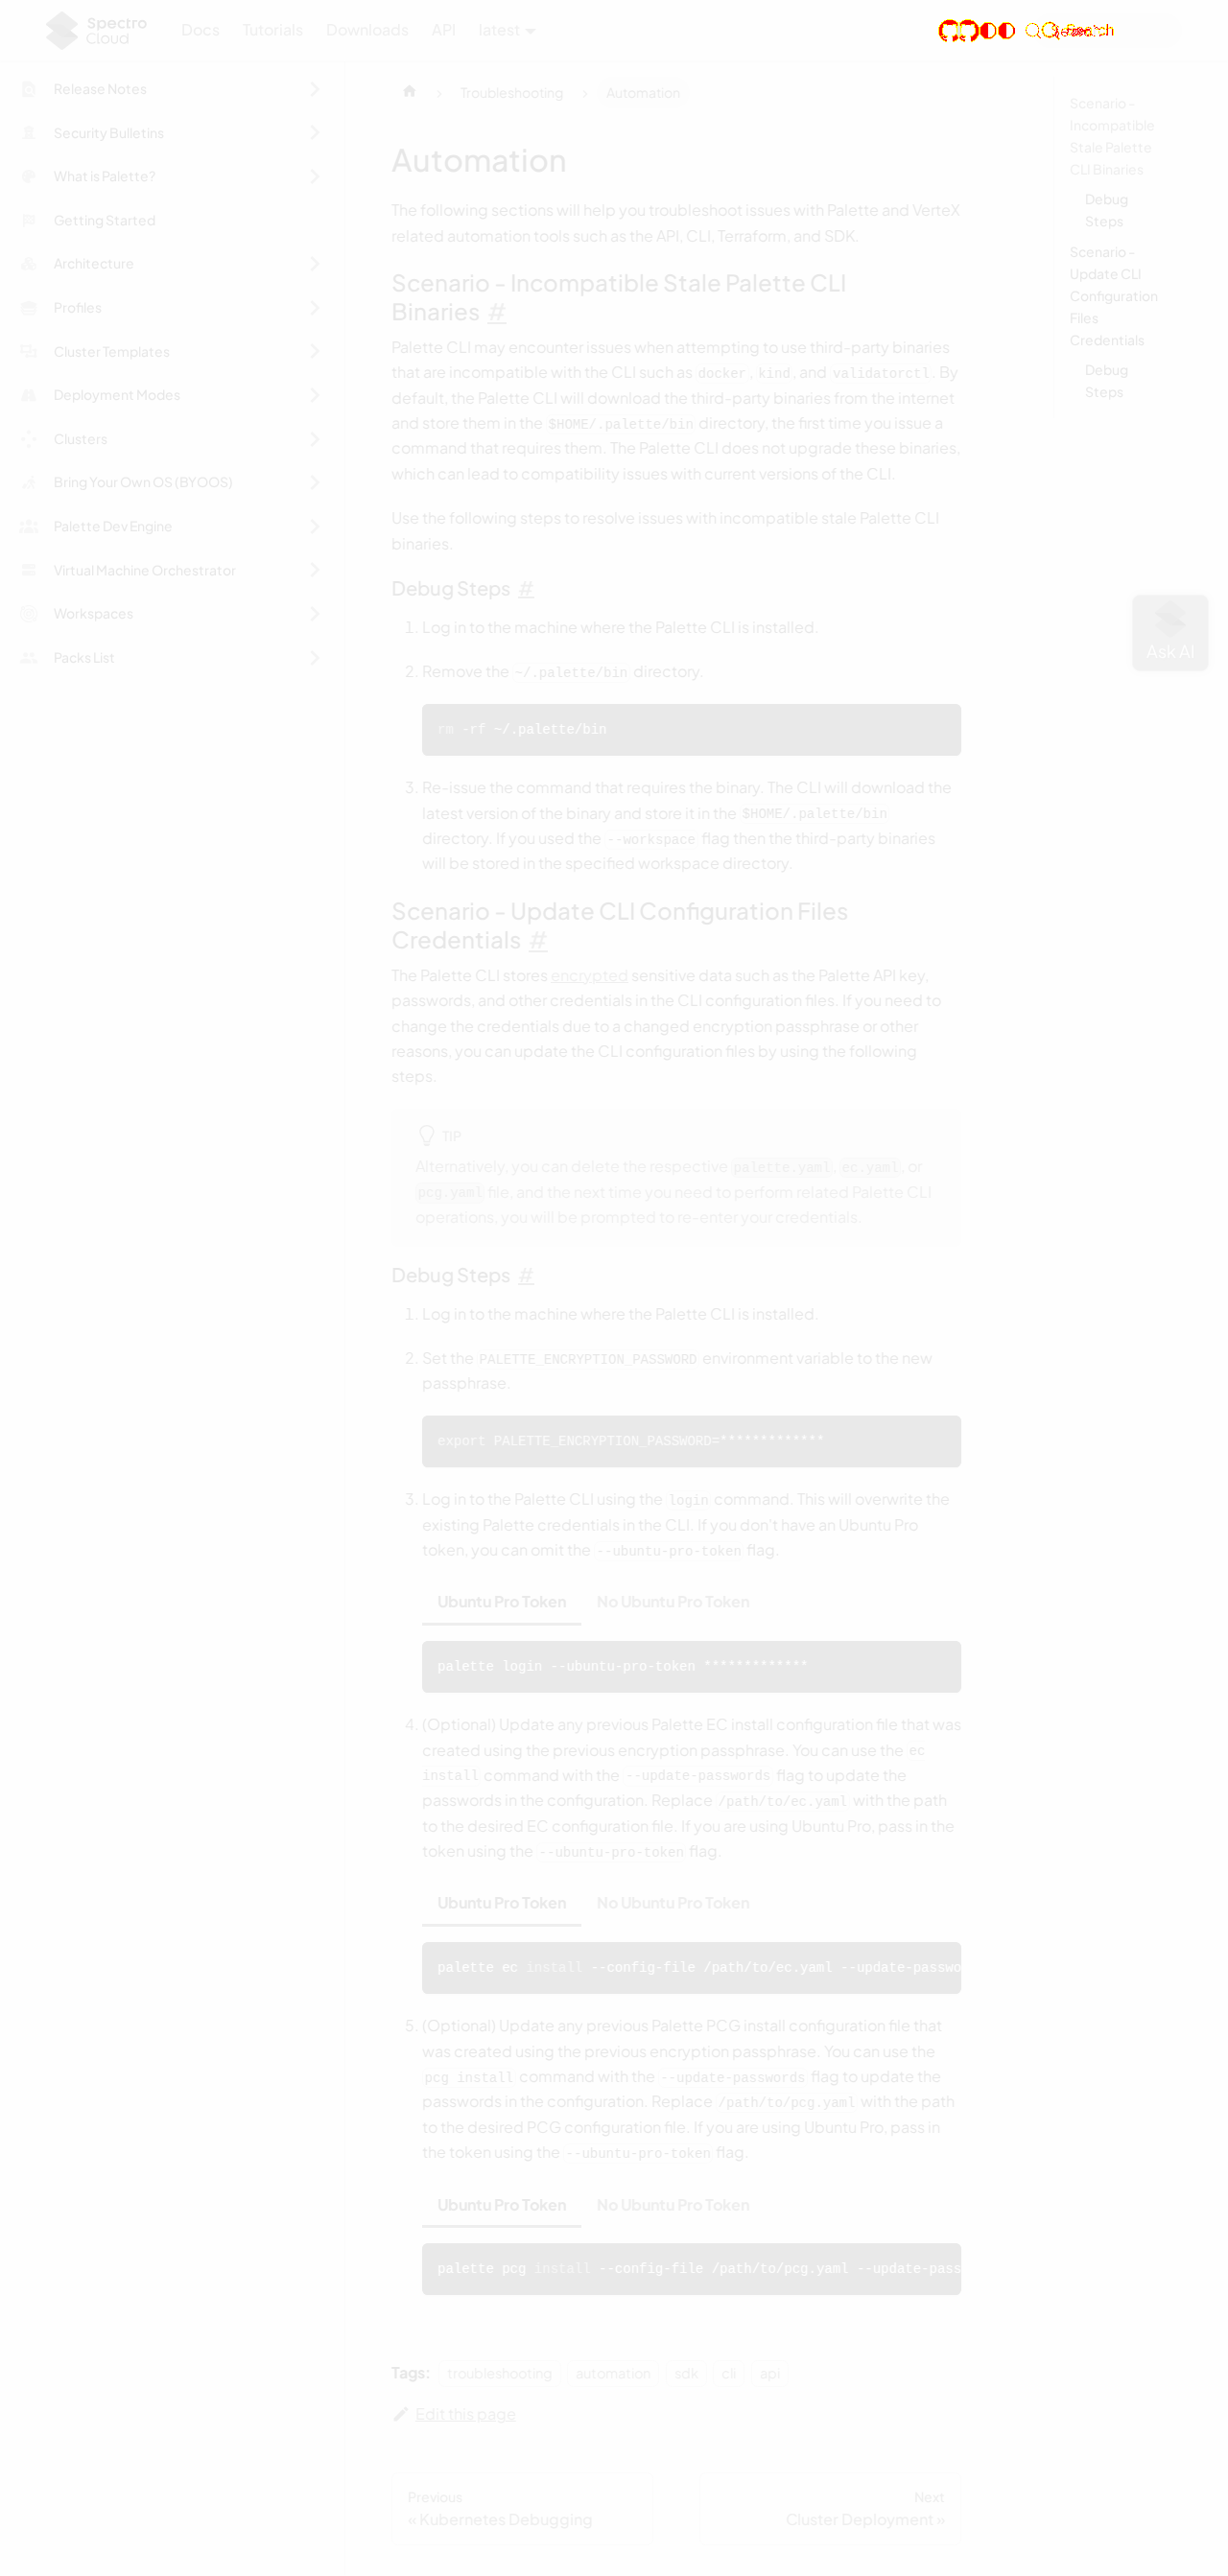 Spectro
Cloud
Docs
Tutorials
Downloads
API
latest
Release Notes
Security Bulletins
What is Palette?
Getting Started
Architecture
Profiles
Cluster Templates
Deployment Modes
Clusters
Bring Your Own OS (BYOOS)
Palette Dev Engine
Virtual Machine Orchestrator
Workspaces
Packs List
Troubleshooting
Automation
Automation
The following sections will help you troubleshoot issues with Palette and VerteX
related automation tools such as the API, CLI, Terraform, and SDK.
Scenario - Incompatible Stale Palette CLI
Binaries #
Palette CLI may encounter issues when attempting to use third-party binaries
that are incompatible with the CLI such as docker, kind, and validatorctl. By
default, the Palette CLI will download the third-party binaries from the internet
and store them in the $HOME/.palette/bin directory, the first time you issue a
command that requires them. The Palette CLI does not upgrade these binaries,
which can lead to compatibility issues with current versions of the CLI.
Use the following steps to resolve issues with incompatible stale Palette CLI
binaries.
Debug Steps #
1. Log in to the machine where the Palette CLI is installed.
2. Remove the ~/.palette/bin directory.
rm -rf ~/.palette/bin
3. Re-issue the command that requires the binary. The CLI will download the
latest version of the binary and store it in the $HOME/.palette/bin
directory. If you used the --workspace flag then the third-party binaries
will be stored in the specified workspace directory.
Scenario - Update CLI Configuration Files
Credentials #
The Palette CLI stores encrypted sensitive data such as the Palette API key,
passwords, and other credentials in the CLI configuration files. If you need to
change the credentials due to a changed encryption passphrase or other
reasons, you can update the CLI configuration files by using the following
steps.
TIP
Alternatively, you can delete the respective palette.yaml, ec.yaml, or
pcg.yaml file, and the next time you need to perform related Palette CLI
operations, you will be prompted to re-enter your credentials.
Debug Steps #
1. Log in to the machine where the Palette CLI is installed.
2. Set the PALETTE_ENCRYPTION_PASSWORD environment variable to the new
passphrase.
export PALETTE_ENCRYPTION_PASSWORD=*************
3. Log in to the Palette CLI using the login command. This will overwrite the
existing Palette credentials in the CLI. If you don't have an Ubuntu Pro
token, you can omit the --ubuntu-pro-token flag.
Ubuntu Pro Token
No Ubuntu Pro Token
palette login --ubuntu-pro-token *************
4. (Optional) Update any previous Palette EC install configuration file that was
created using the previous encryption passphrase. You can use the ec
install command with the --update-passwords flag to update the
passwords in the configuration. Replace /path/to/ec.yaml with the path
to the desired EC configuration file. If you are using Ubuntu Pro, pass in the
token using the --ubuntu-pro-token flag.
Ubuntu Pro Token
No Ubuntu Pro Token
palette ec install --config-file /path/to/ec.yaml --update-passwo
5. (Optional) Update any previous Palette PCG install configuration file that
was created using the previous encryption passphrase. You can use the
pcg install command with the --update-passwords flag to update the
passwords in the configuration. Replace /path/to/pcg.yaml with the path
to the desired PCG configuration file. If you are using Ubuntu Pro, pass in
the token using the --ubuntu-pro-token flag.
Ubuntu Pro Token
No Ubuntu Pro Token
palette pcg install --config-file /path/to/pcg.yaml --update-pass
Tags:
troubleshooting
automation
sdk
cli
api
Edit this page
Previous
« Kubernetes Debugging
Next
Cluster Deployment »
Scenario -
Incompatible
Stale Palette
CLI Binaries
Debug
Steps
Scenario -
Update CLI
Configuration
Files
Credentials
Debug
Steps
Ask AI